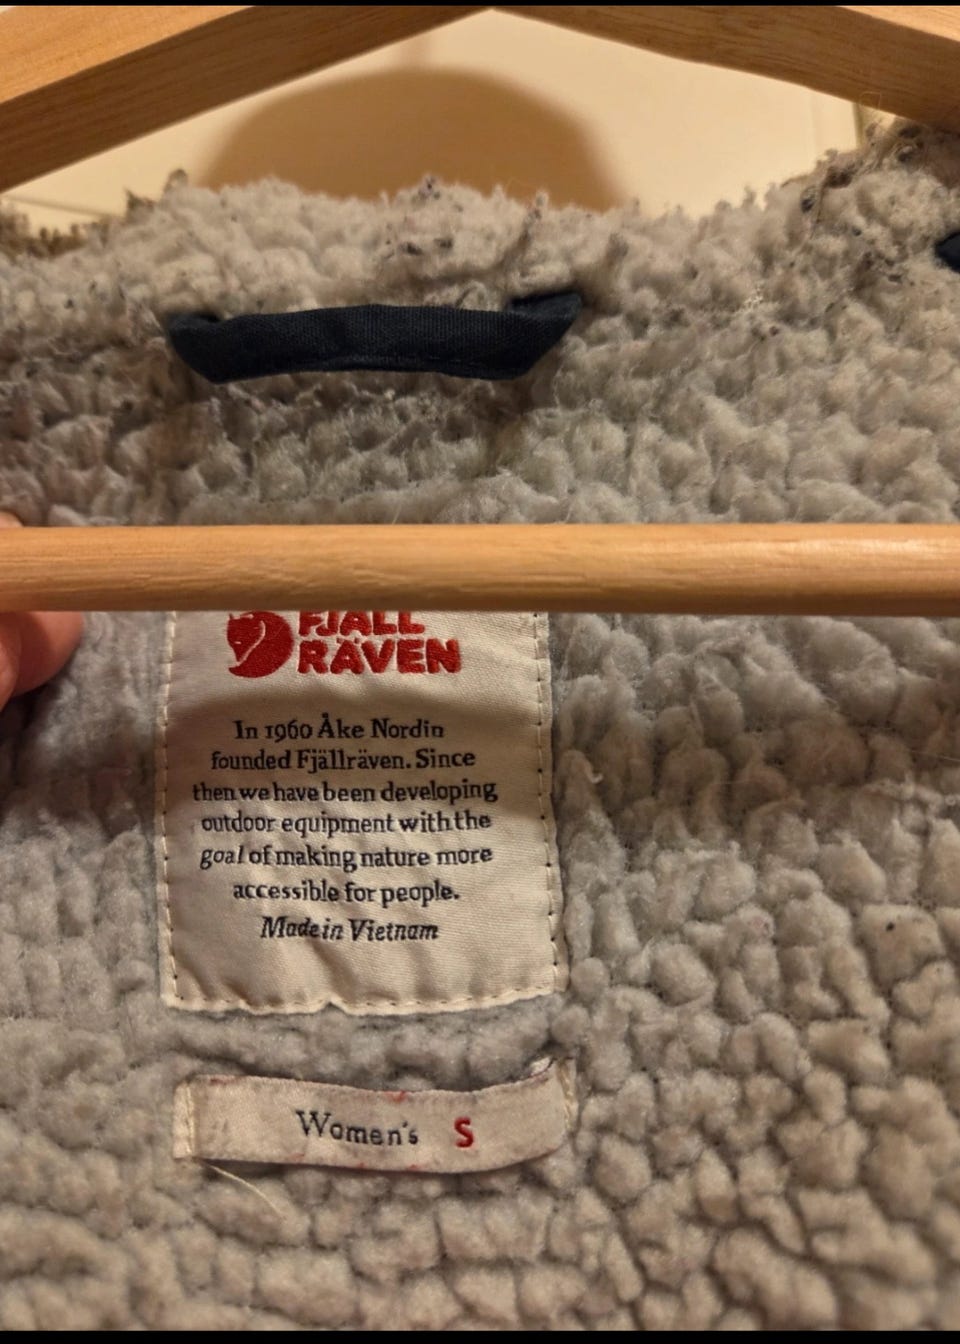 FJÄLL
RÄVEN
In 1960 Åke Nordin
founded Fjällräven. Since
then we have been developing
outdoor equipment with the
goal of making nature more
accessible for people.
Made in Vietnam
Women's S